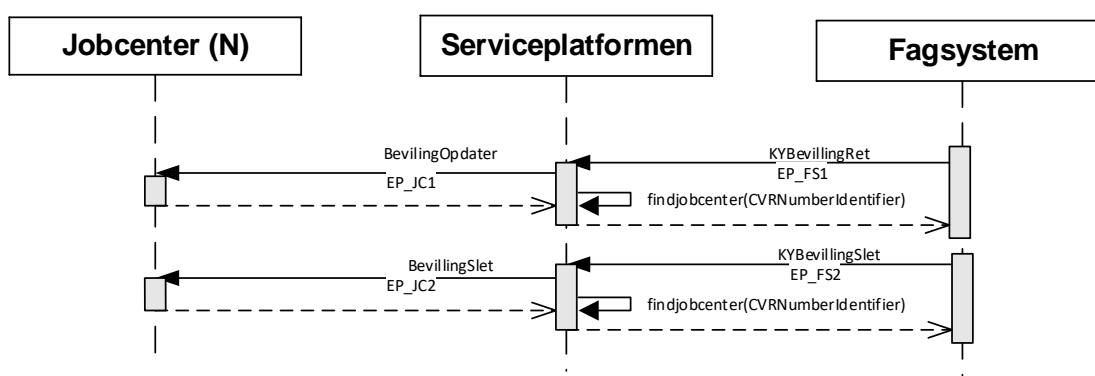 Jobcenter (N)
Serviceplatformen
Fagsystem
BevilingOpdater
EP_JC1
KYBevillingRet
EP_FS1
findjobcenter(CVRNumberIdentifier)
BevillingSlet
EP_JC2
KYBevillingSlet
EP_FS2
findjobcenter(CVRNumberIdentifier)